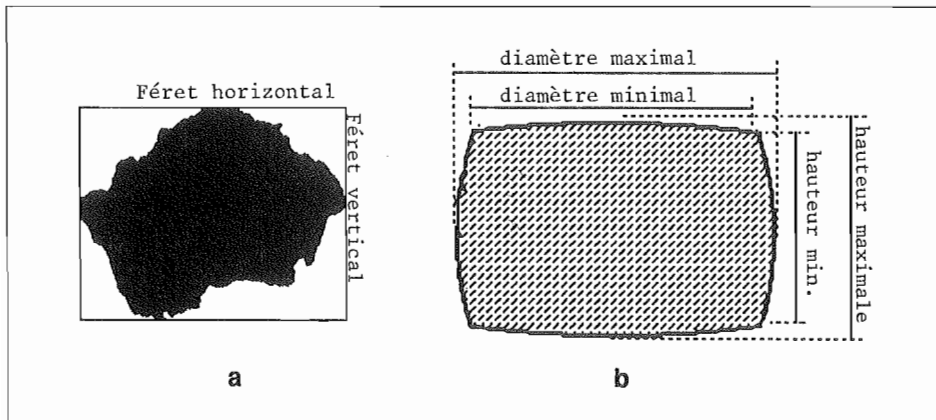 diamètre maximal
Féret horizontal
diamètre minimal
Féret vertical
hauteur min.
hauteur maximale
a
b